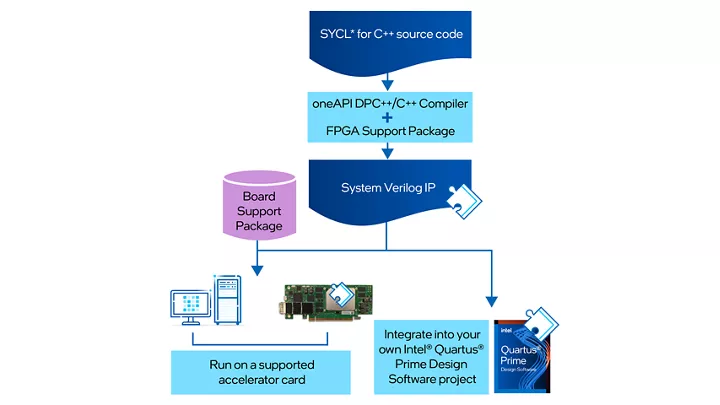 SYCL* for C++ source code
oneAPI DPC++/C++ Compiler
+
FPGA Support Package
System Verilog IP
Board
Support
Package
Run on a supported
accelerator card
Integrate into your
own Intel® Quartus®
Prime Design
Software project
intel
Quartus®
Prime
Design Software